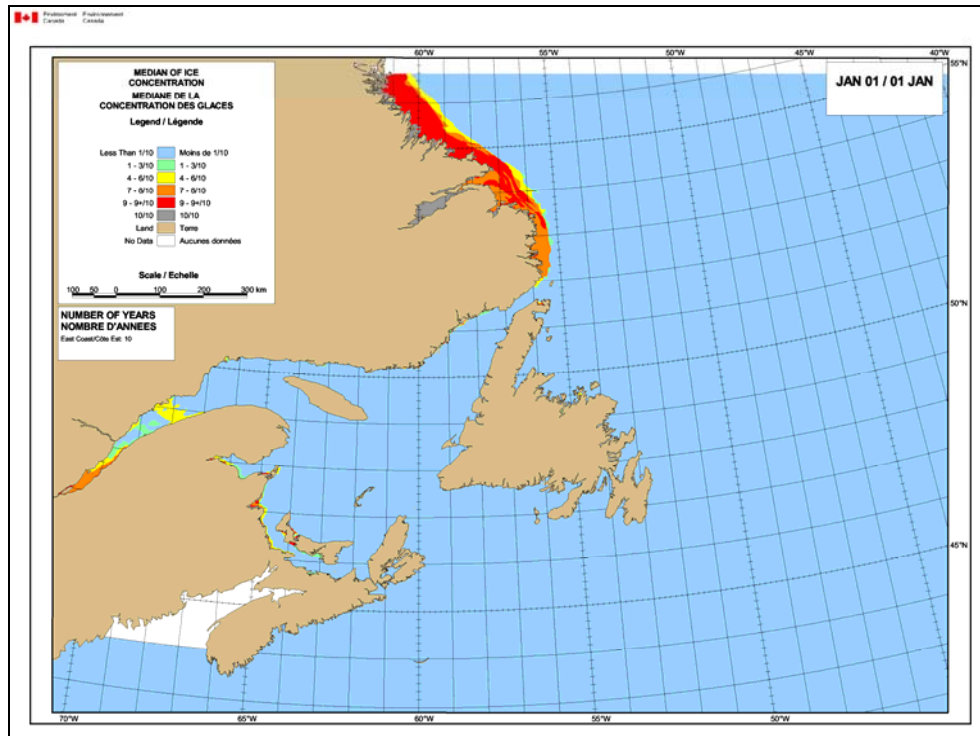 Environment Environnement
Canada Canada
60°W 55°W 50°W 45°W 40°W
55°N
MEDIAN OF ICE
CONCENTRATION
MEDIANE DE LA
CONCENTRATION DES GLACES
Legend / Légende
Less Than 1/10 Moins de 1/10
1 - 3/10 1 - 3/10
4 - 6/10 4 - 6/10
7 - 8/10 7 - 8/10
9 - 9+/10 9 - 9+/10
10/10 10/10
Land Terre
No Data Aucunes données
Scale / Echelle
100 50 0 100 200 300 km
JAN 01 / 01 JAN
NUMBER OF YEARS
NOMBRE D'ANNEES
East Coast/Côte Est: 10
50°N
45°N
70°W 65°W 60°W 55°W 50°W